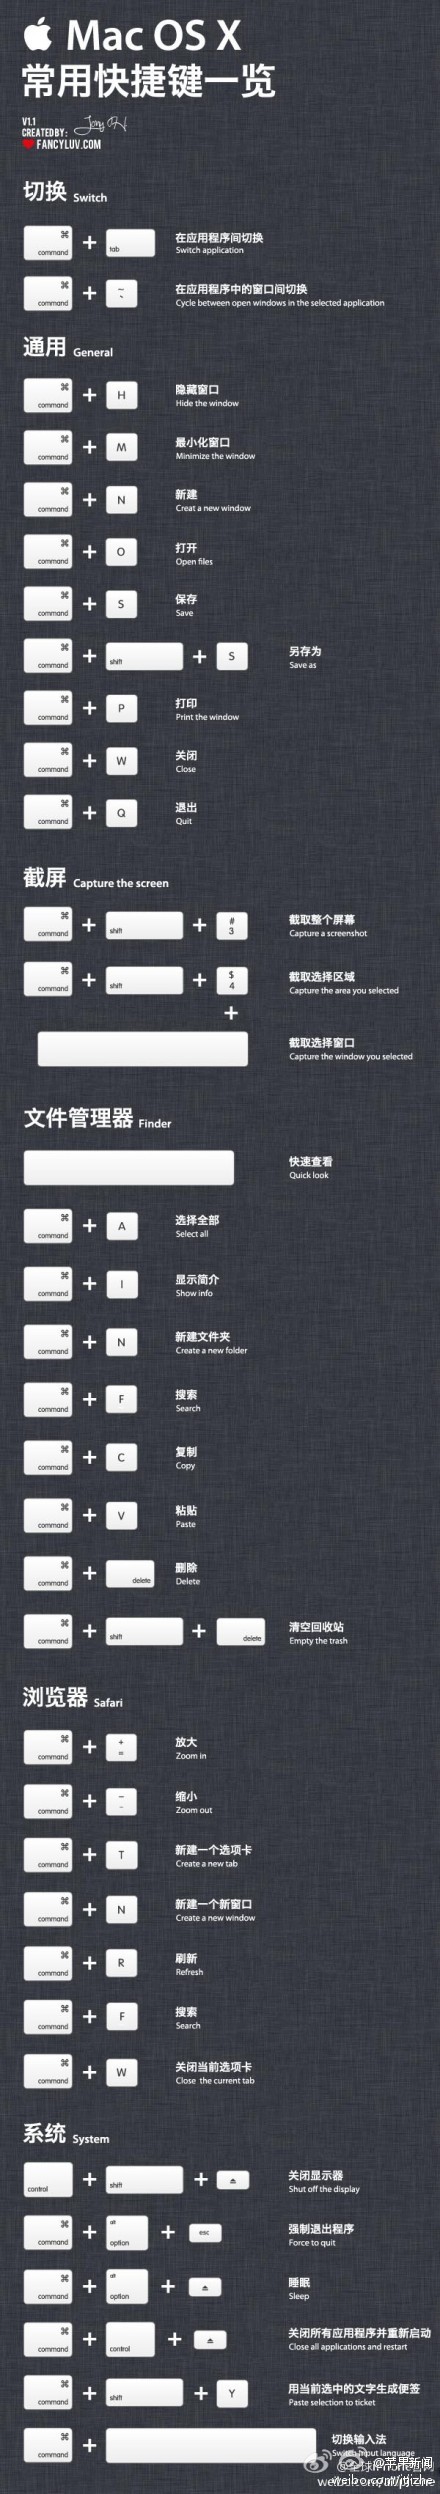 Mac OS X
常用快捷键一览
V1.1
CREATED BY:
FANCYLUV.COM
切换 Switch
⌘ command + tab 在应用程序间切换
Switch application
⌘ command + ~ ` 在应用程序中的窗口间切换
Cycle between open windows in the selected application
通用 General
⌘ command + H 隐藏窗口
Hide the window
⌘ command + M 最小化窗口
Minimize the window
⌘ command + N 新建
Creat a new window
⌘ command + O 打开
Open files
⌘ command + S 保存
Save
⌘ command + shift + S 另存为
Save as
⌘ command + P 打印
Print the window
⌘ command + W 关闭
Close
⌘ command + Q 退出
Quit
截屏 Capture the screen
⌘ command + shift + # 3 截取整个屏幕
Capture a screenshot
⌘ command + shift + $ 4 截取选择区域
Capture the area you selected
+
截取选择窗口
Capture the window you selected
文件管理器 Finder
快速查看
Quick look
⌘ command + A 选择全部
Select all
⌘ command + I 显示简介
Show info
⌘ command + N 新建文件夹
Create a new folder
⌘ command + F 搜索
Search
⌘ command + C 复制
Copy
⌘ command + V 粘贴
Paste
⌘ command + delete 删除
Delete
⌘ command + shift + delete 清空回收站
Empty the trash
浏览器 Safari
⌘ command + + = 放大
Zoom in
⌘ command + _ - 缩小
Zoom out
⌘ command + T 新建一个选项卡
Create a new tab
⌘ command + N 新建一个新窗口
Create a new window
⌘ command + R 刷新
Refresh
⌘ command + F 搜索
Search
⌘ command + W 关闭当前选项卡
Close the current tab
系统 System
control + shift + ⏏ 关闭显示器
Shut off the display
⌘ command + alt option + esc 强制退出程序
Force to quit
⌘ command + alt option + ⏏ 睡眠
Sleep
⌘ command + control + ⏏ 关闭所有应用程序并重新启动
Close all applications and restart
⌘ command + shift + Y 用当前选中的文字生成便签
Paste selection to ticket
⌘ command + 切换输入法
Switch input language
@苹果新闻